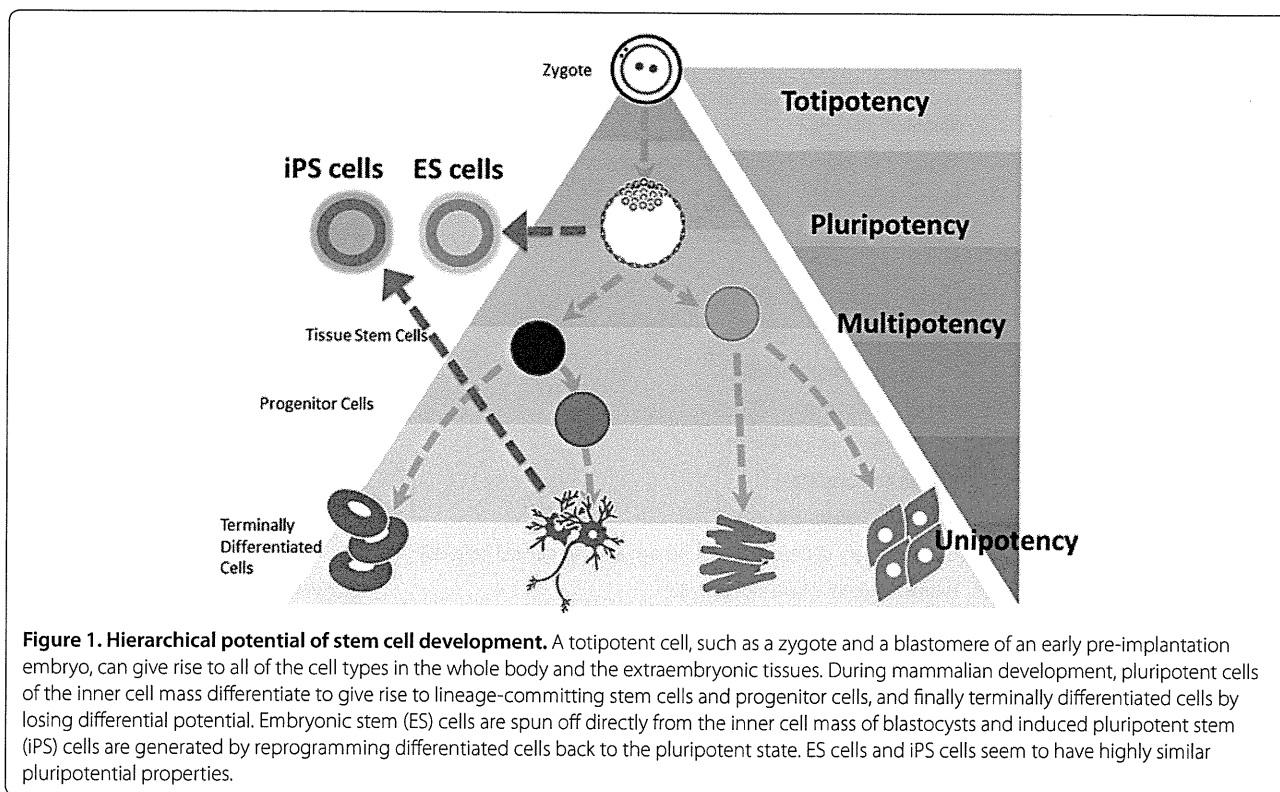 Zygote
Totipotency
iPS cells
ES cells
Pluripotency
Multipotency
Tissue Stem Cells
Progenitor Cells
Terminally
Differentiated
Cells
Unipotency
Figure 1. Hierarchical potential of stem cell development. A totipotent cell, such as a zygote and a blastomere of an early pre-implantation
embryo, can give rise to all of the cell types in the whole body and the extraembryonic tissues. During mammalian development, pluripotent cells
of the inner cell mass differentiate to give rise to lineage-committing stem cells and progenitor cells, and finally terminally differentiated cells by
losing differential potential. Embryonic stem (ES) cells are spun off directly from the inner cell mass of blastocysts and induced pluripotent stem
(iPS) cells are generated by reprogramming differentiated cells back to the pluripotent state. ES cells and iPS cells seem to have highly similar
pluripotential properties.